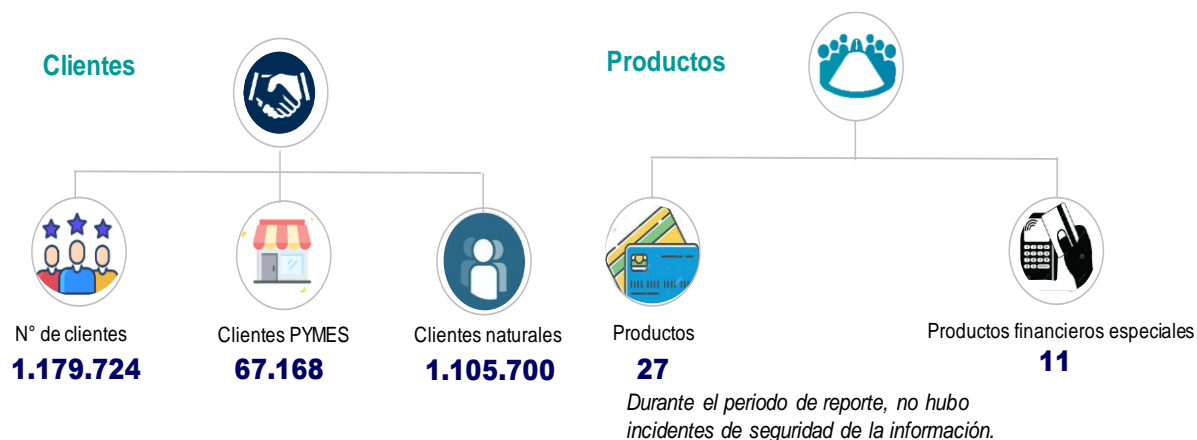 Clientes
N° de clientes
1.179.724
Clientes PYMES
67.168
Clientes naturales
1.105.700
Productos
Productos
27
Productos financieros especiales
11
Durante el periodo de reporte, no hubo
incidentes de seguridad de la información.